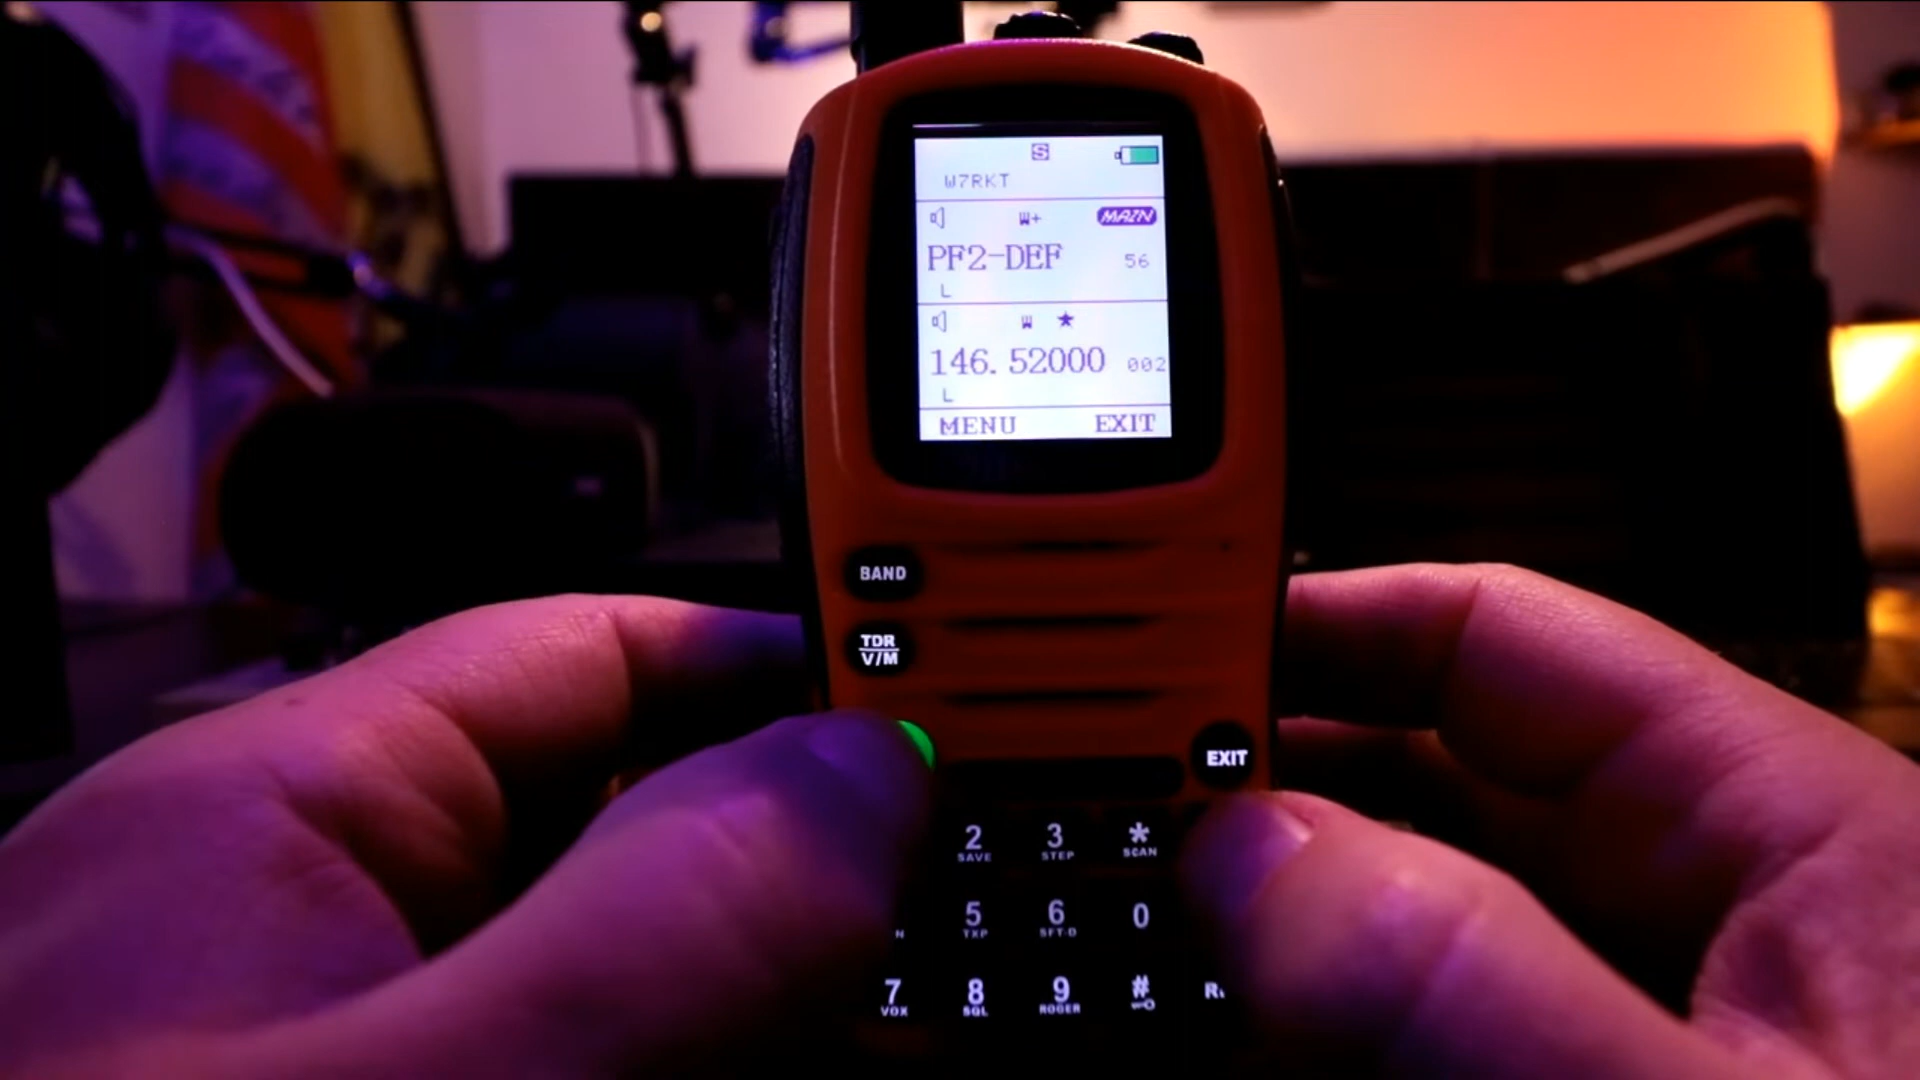 S
W7RKT
W+ MAIN
PF2-DEF 56
L
W ★
146.52000 002
L
MENU EXIT
BAND
TDR
V/M
EXIT
2 3 *
SAVE STEP SCAN
5 6 0
TXP SFT-D
7 8 9 #
VOX SQL ROGER